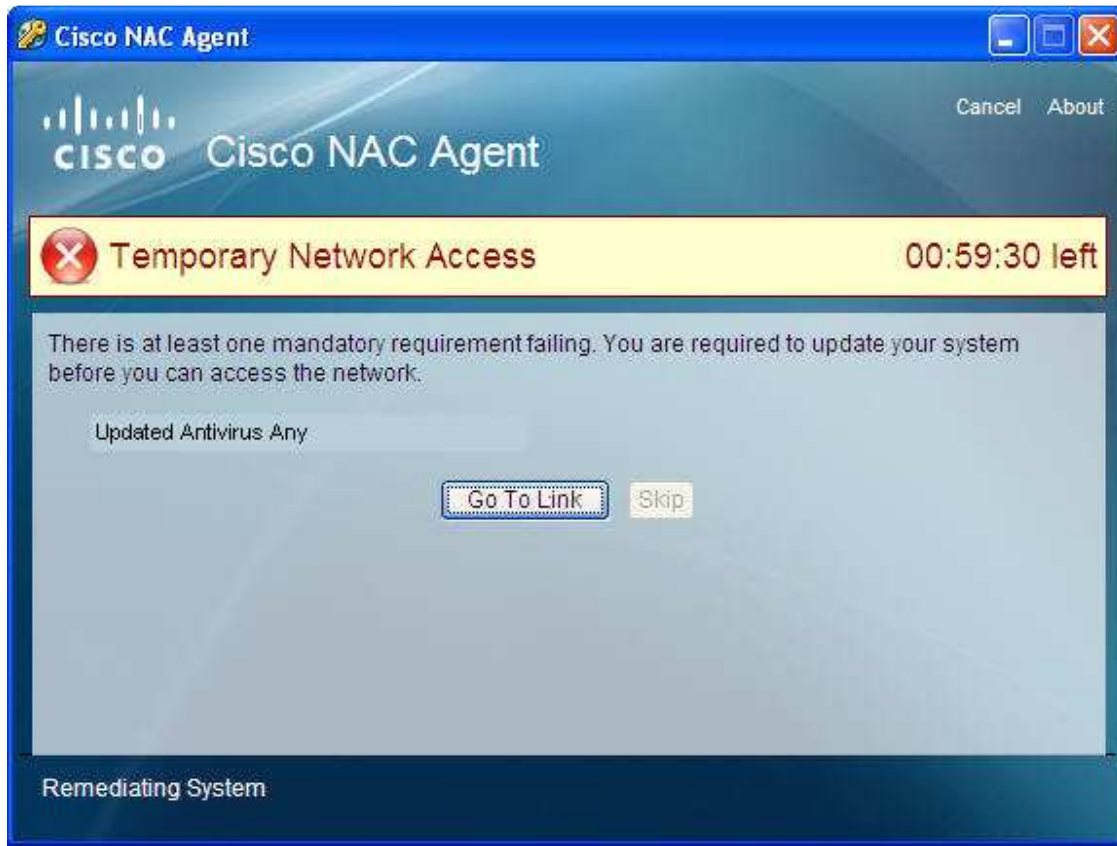 Cisco NAC Agent
Cancel About
CISCO Cisco NAC Agent
Temporary Network Access 00:59:30 left
There is at least one mandatory requirement failing. You are required to update your system
before you can access the network.
Updated Antivirus Any
Go To Link Skip
Remediating System